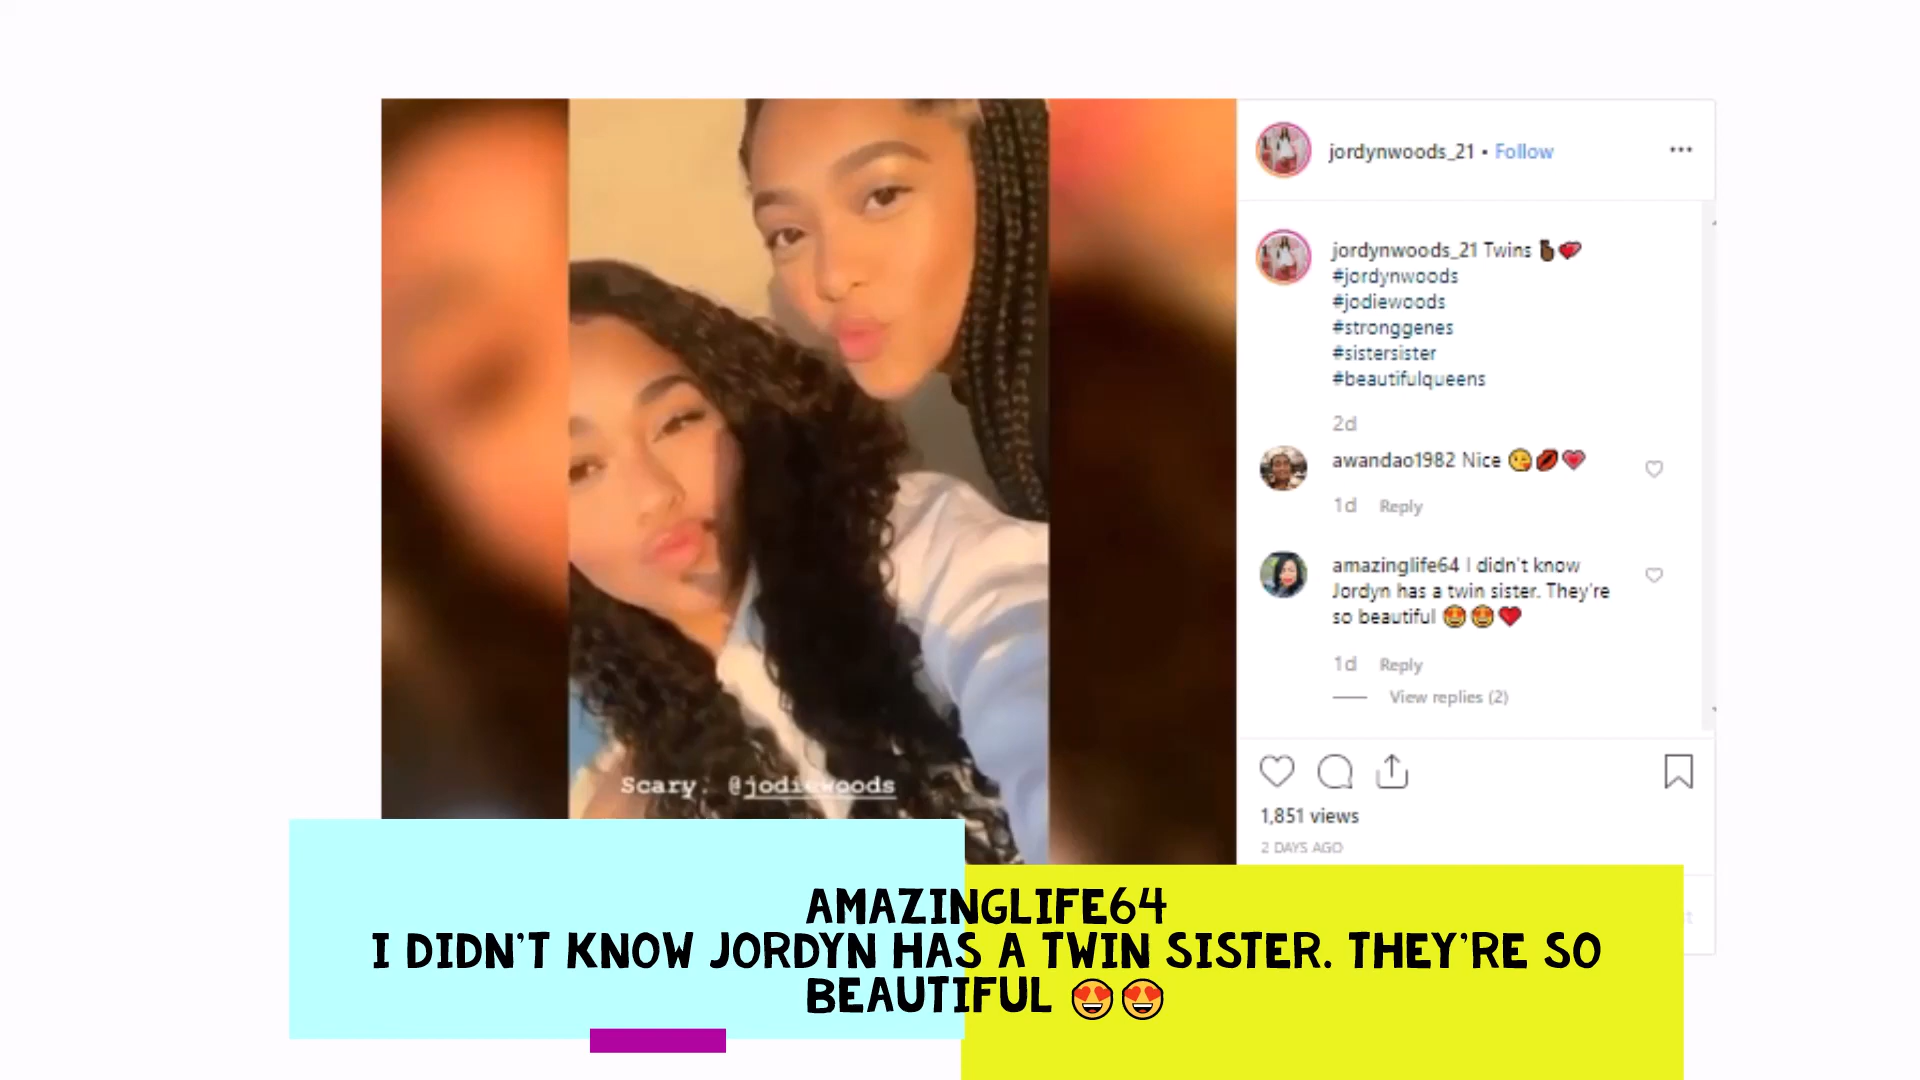 jordynwoods_21 • Follow
jordynwoods_21 Twins 🖤💕
#jordynwoods
#jodiewoods
#stronggenes
#sistersister
#beautifulqueens
2d
awandao1982 Nice 😘💋💗
1d Reply
amazinglife64 I didn't know
Jordyn has a twin sister. They're
so beautiful 😍😍❤️
1d Reply
View replies (2)
Scary. @jodiewoods
1,851 views
2 DAYS AGO
AMAZINGLIFE64
I DIDN'T KNOW JORDYN HAS A TWIN SISTER. THEY'RE SO
BEAUTIFUL 😍😍